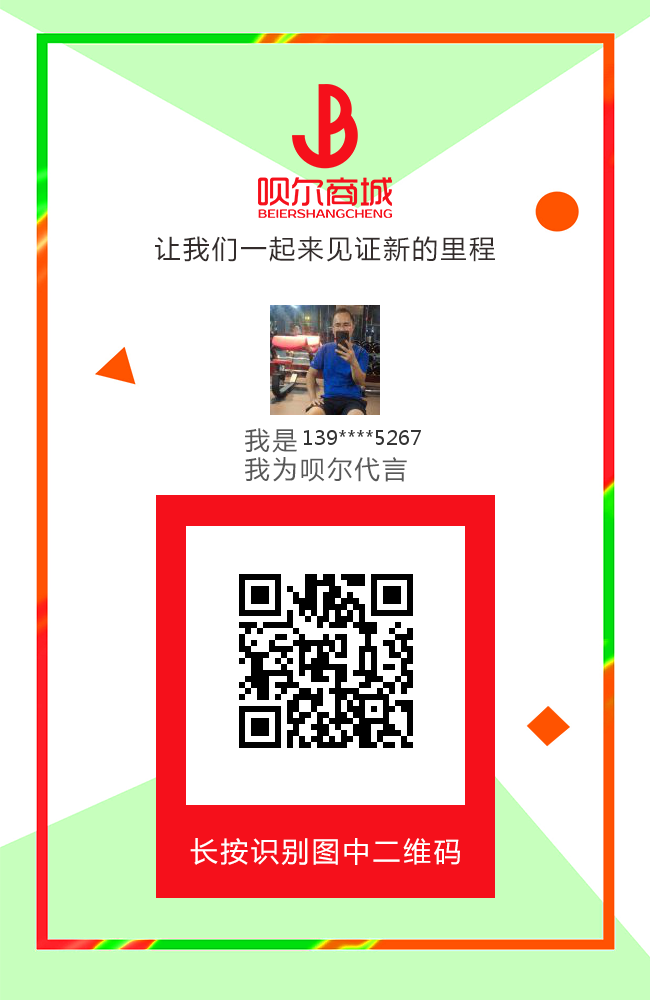 呗尔商城
BEIERSHANGCHENG
让我们一起来见证新的里程
我是 139****5267
我为呗尔代言
长按识别图中二维码